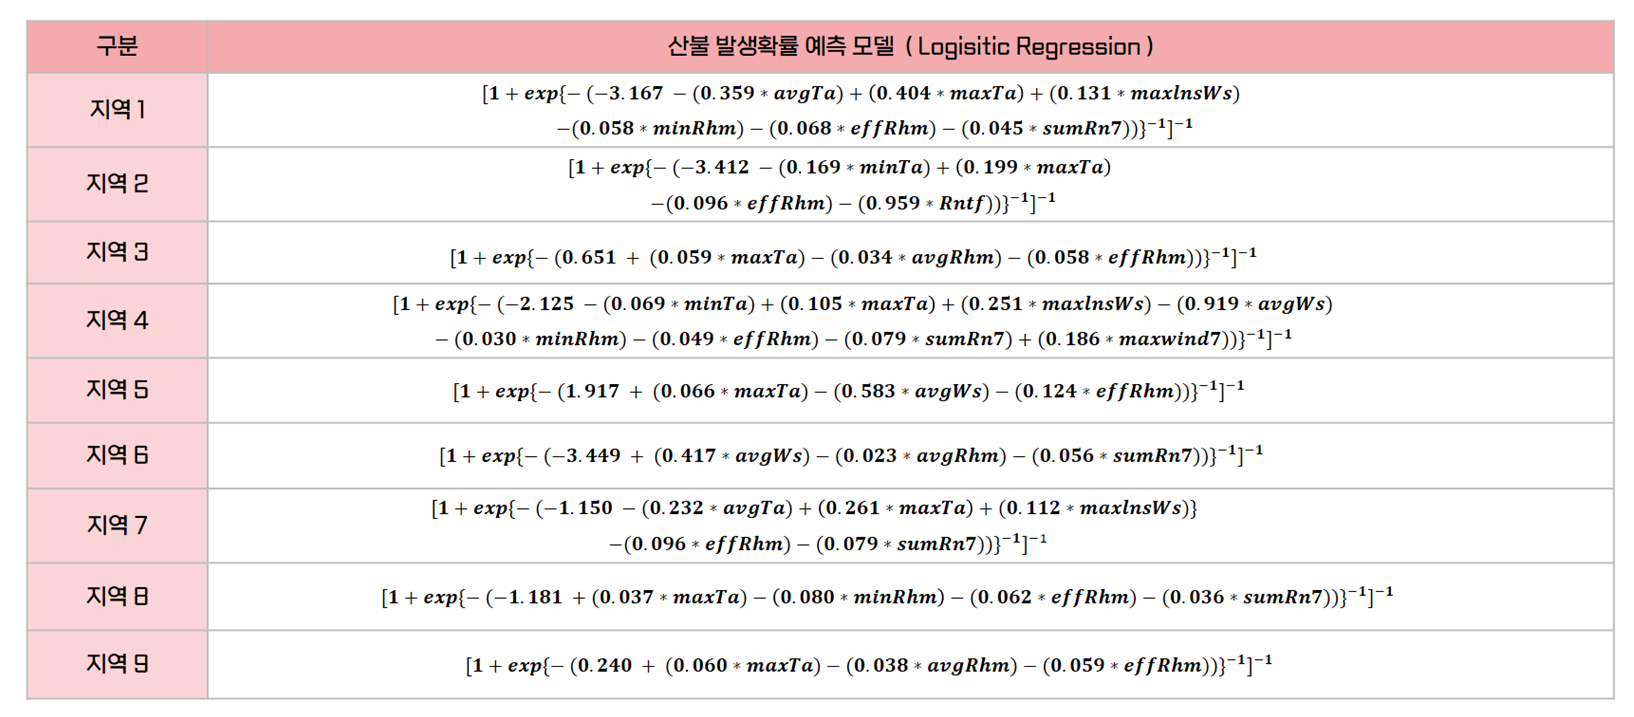 구분
산불 발생확률 예측 모델 ( Logisitic Regression )
지역 1
[1 + exp{− (−3.167 − (0.359 * avgTa) + (0.404 * maxTa) + (0.131 * maxlnsWs)
−(0.058 * minRhm) − (0.068 * effRhm) − (0.045 * sumRn7))}⁻¹]⁻¹
지역 2
[1 + exp{− (−3.412 − (0.169 * minTa) + (0.199 * maxTa)
−(0.096 * effRhm) − (0.959 * Rntf))}⁻¹]⁻¹
지역 3
[1 + exp{− (0.651 + (0.059 * maxTa) − (0.034 * avgRhm) − (0.058 * effRhm))}⁻¹]⁻¹
지역 4
[1 + exp{− (−2.125 − (0.069 * minTa) + (0.105 * maxTa) + (0.251 * maxlnsWs) − (0.919 * avgWs)
− (0.030 * minRhm) − (0.049 * effRhm) − (0.079 * sumRn7) + (0.186 * maxwind7))}⁻¹]⁻¹
지역 5
[1 + exp{− (1.917 + (0.066 * maxTa) − (0.583 * avgWs) − (0.124 * effRhm))}⁻¹]⁻¹
지역 6
[1 + exp{− (−3.449 + (0.417 * avgWs) − (0.023 * avgRhm) − (0.056 * sumRn7))}⁻¹]⁻¹
지역 7
[1 + exp{− (−1.150 − (0.232 * avgTa) + (0.261 * maxTa) + (0.112 * maxlnsWs)}
−(0.096 * effRhm) − (0.079 * sumRn7))}⁻¹]⁻¹
지역 8
[1 + exp{− (−1.181 + (0.037 * maxTa) − (0.080 * minRhm) − (0.062 * effRhm) − (0.036 * sumRn7))}⁻¹]⁻¹
지역 9
[1 + exp{− (0.240 + (0.060 * maxTa) − (0.038 * avgRhm) − (0.059 * effRhm))}⁻¹]⁻¹